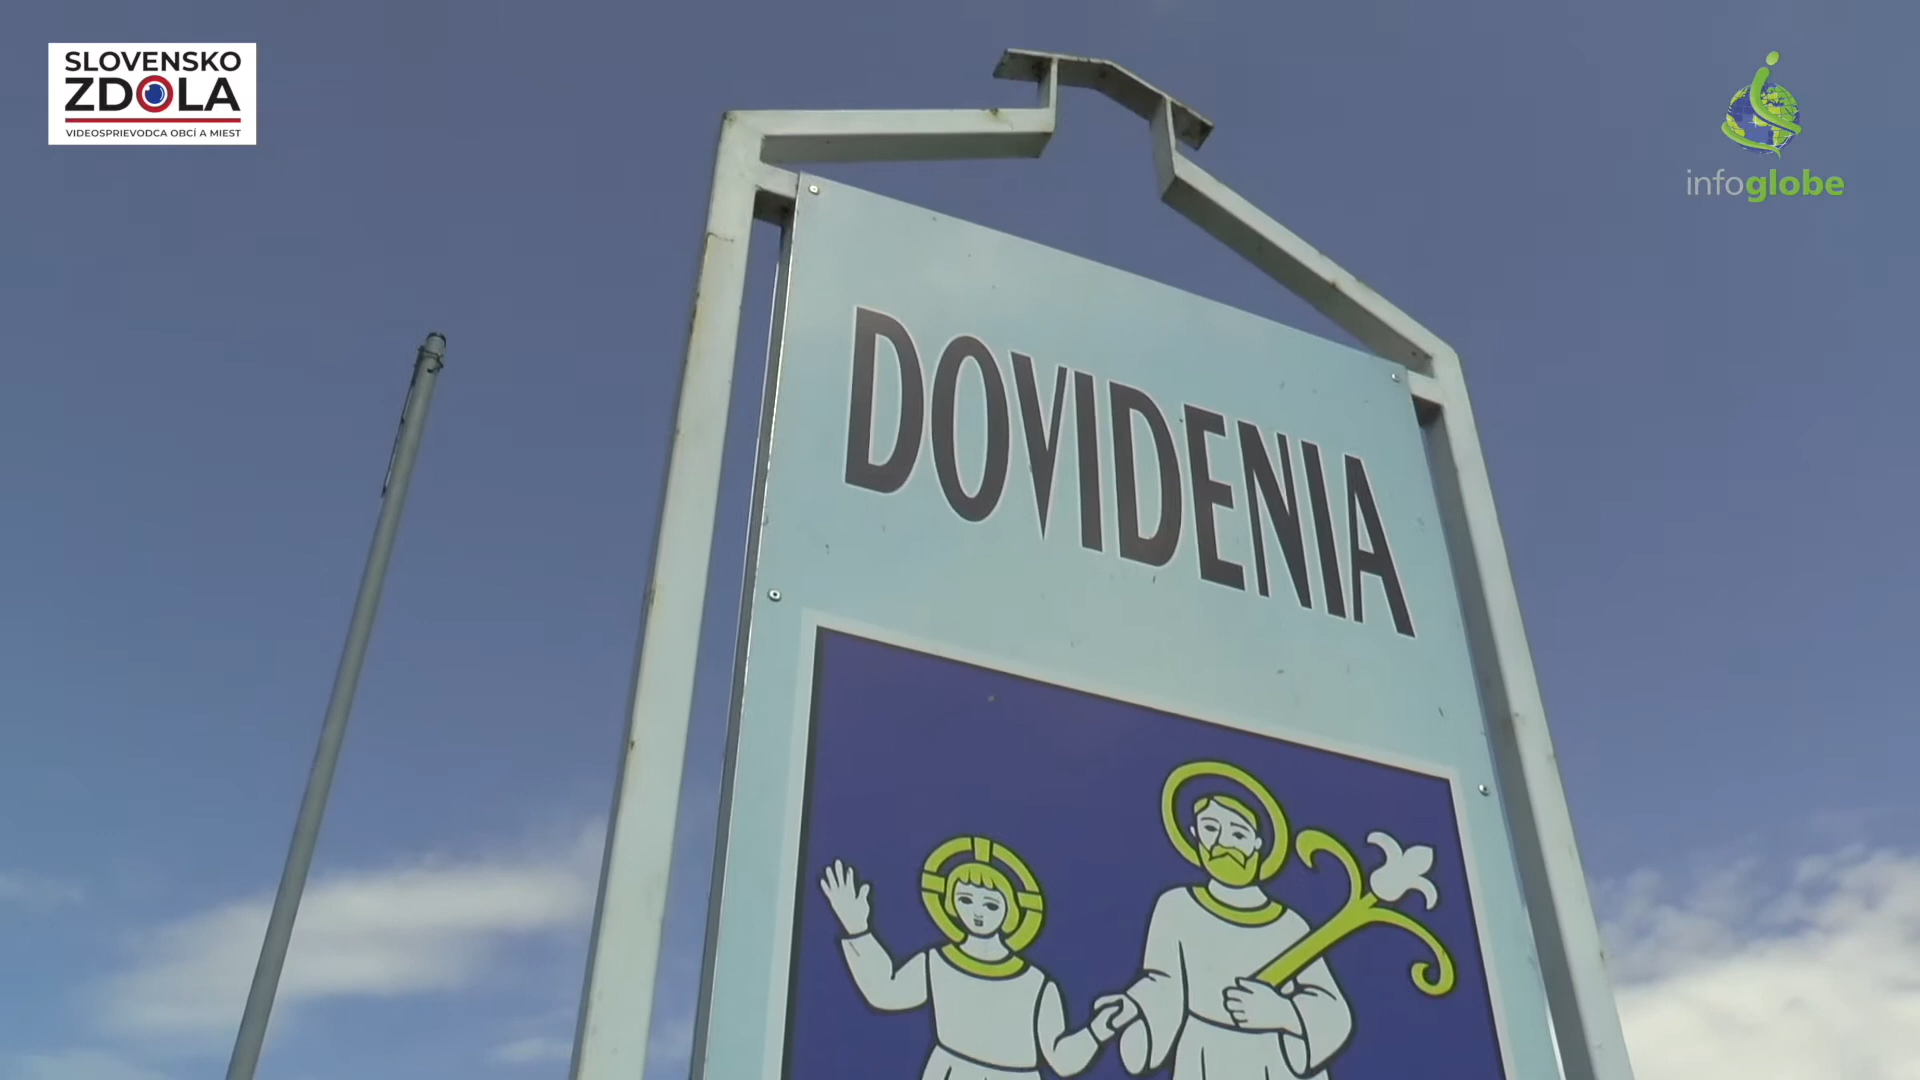 SLOVENSKO
ZDOLA
VIDEOSPRIEVODCA OBCÍ A MIEST
infoglobe
DOVIDENIA